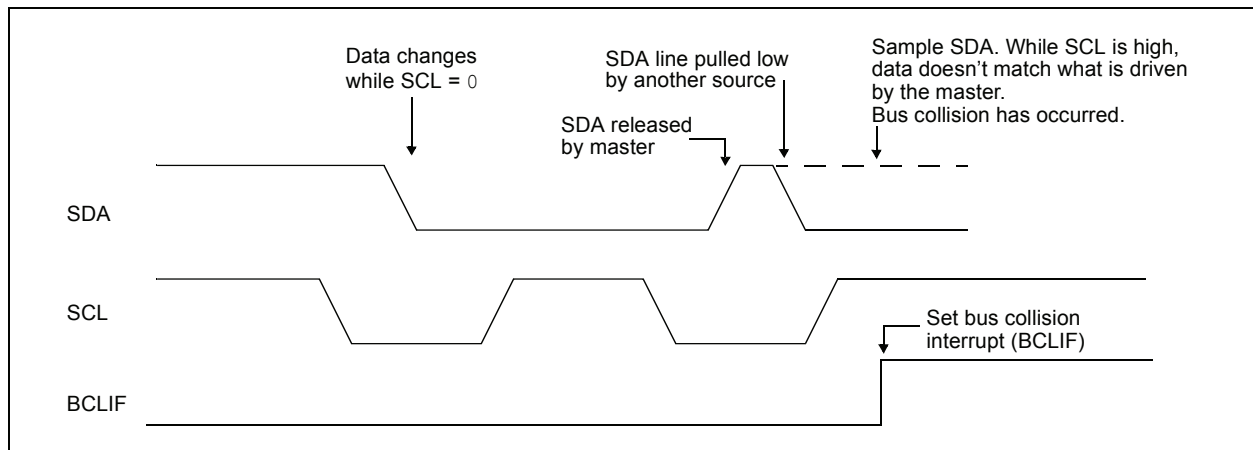 Data changes
while SCL = 0
SDA line pulled low
by another source
SDA released
by master
Sample SDA. While SCL is high,
data doesn’t match what is driven
by the master.
Bus collision has occurred.
SDA
SCL
Set bus collision
interrupt (BCLIF)
BCLIF